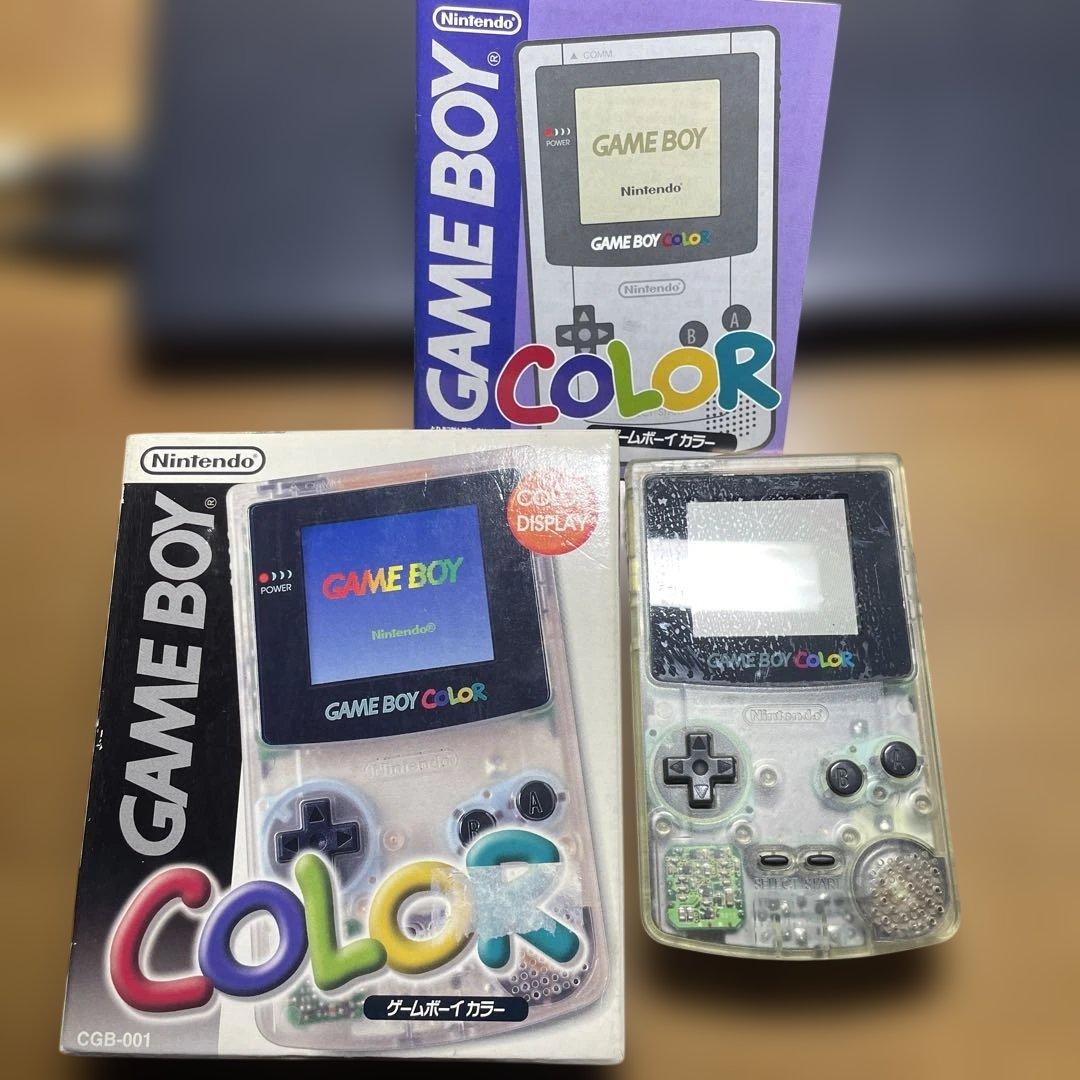 Nintendo®
GAME BOY®
COMM.
POWER
GAME BOY
Nintendo®
GAME BOY COLOR
Nintendo
B
A
COLOR
ゲームボーイ カラー
Nintendo®
GAME BOY®
COLOR
DISPLAY
POWER
GAME BOY
Nintendo®
GAME BOY COLOR
Nintendo
B
A
COLOR
ゲームボーイ カラー
CGB-001
GAME BOY COLOR
Nintendo
B
A
SELECT START